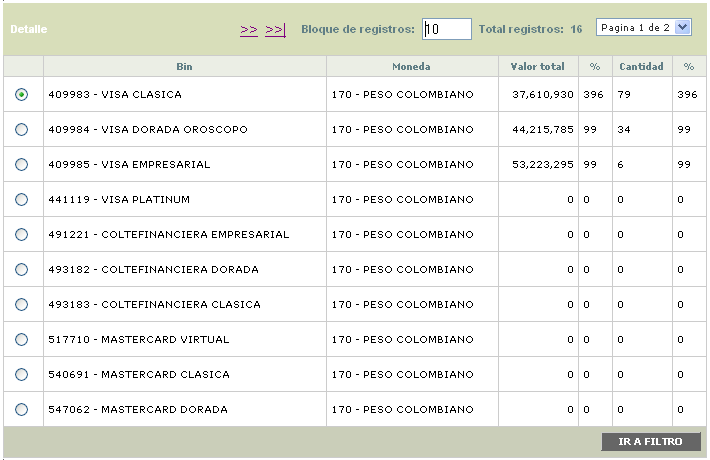 Detalle >> >>| Bloque de registros: 10 Total registros: 16 Pagina 1 de 2
Bin Moneda Valor total % Cantidad %
409983 - VISA CLASICA 170 - PESO COLOMBIANO 37,610,930 396 79 396
409984 - VISA DORADA OROSCOPO 170 - PESO COLOMBIANO 44,215,785 99 34 99
409985 - VISA EMPRESARIAL 170 - PESO COLOMBIANO 53,223,295 99 6 99
441119 - VISA PLATINUM 170 - PESO COLOMBIANO 0 0 0 0
491221 - COLTEFINANCIERA EMPRESARIAL 170 - PESO COLOMBIANO 0 0 0 0
493182 - COLTEFINANCIERA DORADA 170 - PESO COLOMBIANO 0 0 0 0
493183 - COLTEFINANCIERA CLASICA 170 - PESO COLOMBIANO 0 0 0 0
517710 - MASTERCARD VIRTUAL 170 - PESO COLOMBIANO 0 0 0 0
540691 - MASTERCARD CLASICA 170 - PESO COLOMBIANO 0 0 0 0
547062 - MASTERCARD DORADA 170 - PESO COLOMBIANO 0 0 0 0
IR A FILTRO